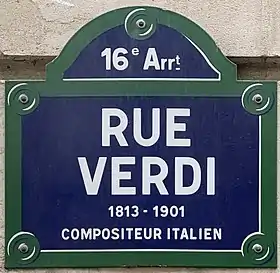 16e Arrt
RUE
VERDI
1813 - 1901
COMPOSITEUR ITALIEN